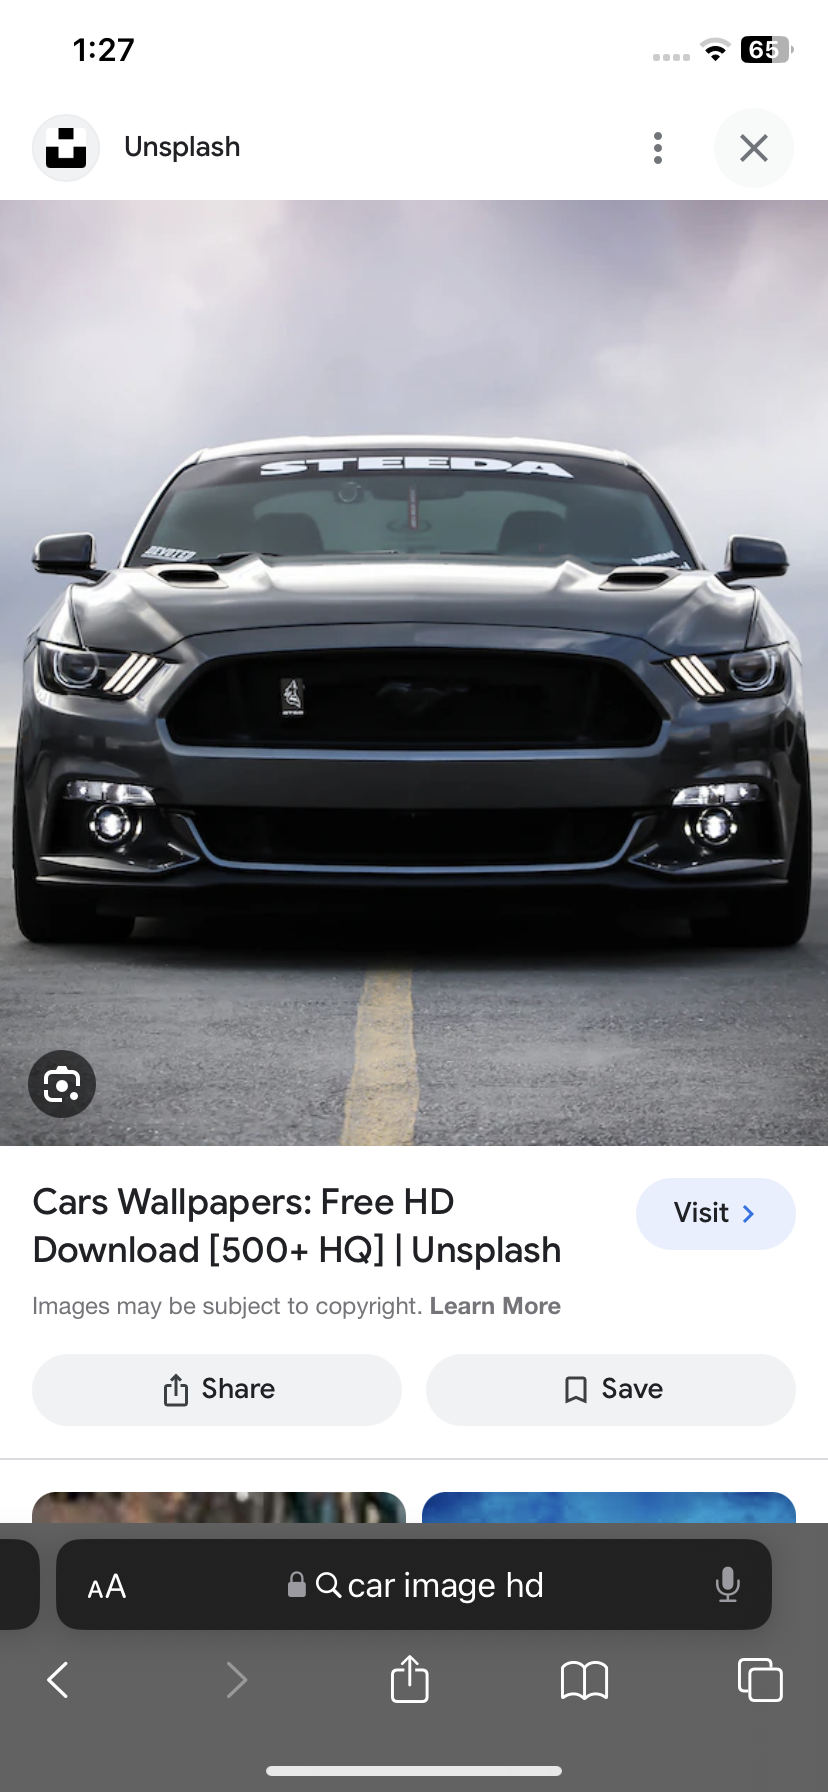 1:27
65
Unsplash
STEEDA
DEVOTED
Cars Wallpapers: Free HD
Download [500+ HQ] | Unsplash
Visit
Images may be subject to copyright. Learn More
Share
Save
AA
car image hd